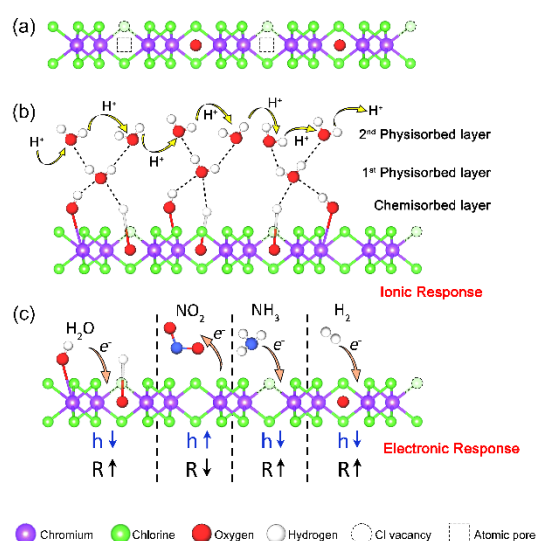 (a)
(b)
H⁺ H⁺ H⁺ H⁺ H⁺ H⁺ H⁺
2ⁿᵈ Physisorbed layer
1ˢᵗ Physisorbed layer
Chemisorbed layer
Ionic Response
(c)
H₂O NO₂ NH₃ H₂
e⁻ e⁻ e⁻ e⁻
h↓ h↑ h↓ h↓
Electronic Response
R↑ R↓ R↑ R↑
Chromium Chlorine Oxygen Hydrogen Cl vacancy Atomic pore